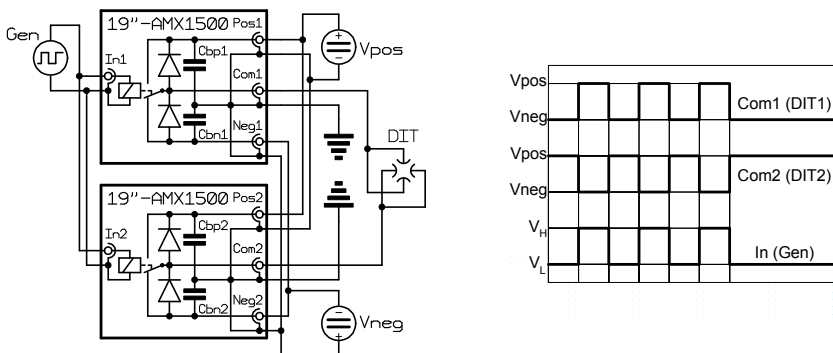 19"-AMX1500 Pos1
Gen
In1
Cbp1
Com1
Cbn1
Neg1
Vpos
DIT
19"-AMX1500 Pos2
In2
Cbp2
Com2
Cbn2
Neg2
Vneg
Vpos
Vneg
Com1 (DIT1)
Vpos
Vneg
Com2 (DIT2)
VH
VL
In (Gen)